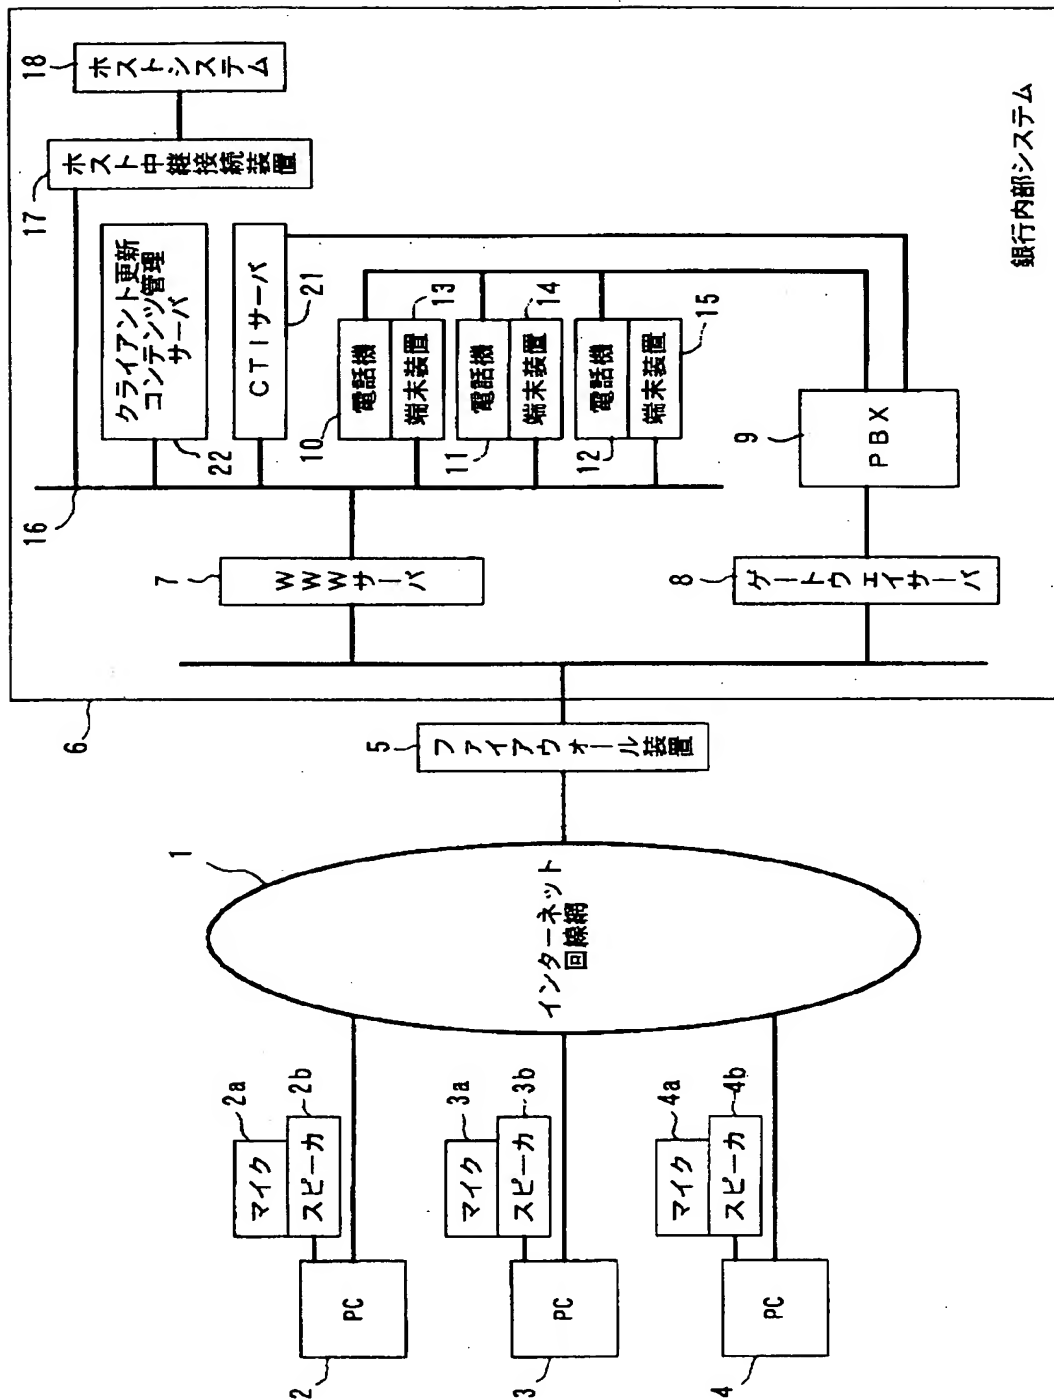 18
ホストシステム
17
ホスト中継接続装置
16
クライアント更新
コンテンツ管理
サーバ
22
CTIサーバ
21
10
電話機
端末装置
13
11
電話機
端末装置
14
12
電話機
端末装置
15
7
WWWサーバ
8
ゲートウェイサーバ
9
PBX
銀行内部システム
6
5
ファイアウォール装置
1
インターネット
回線網
2a
マイク
2b
スピーカ
PC
2
3a
マイク
3b
スピーカ
PC
3
4a
マイク
4b
スピーカ
PC
4